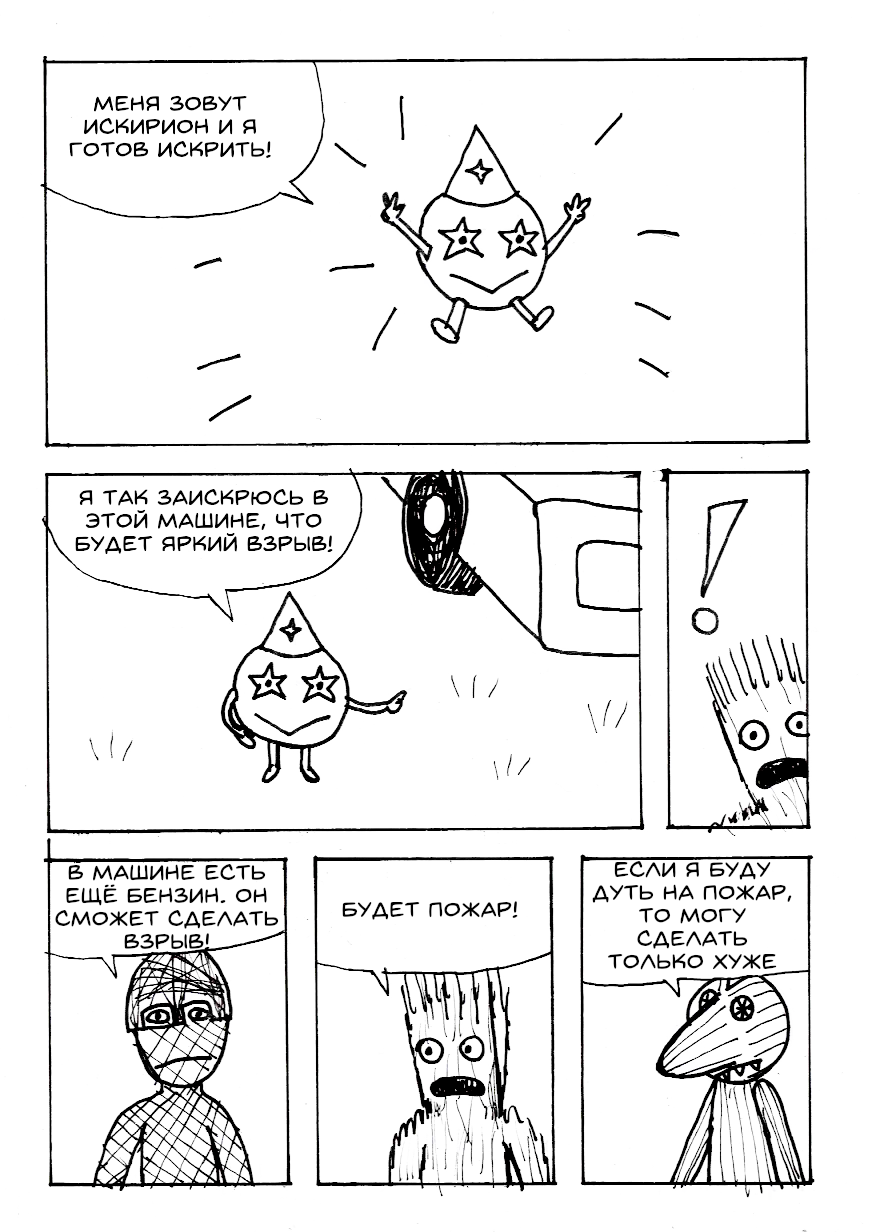 МЕНЯ ЗОВУТ
ИСКИРИОН И Я
ГОТОВ ИСКРИТЬ!
Я ТАК ЗАИСКРЮСЬ В
ЭТОЙ МАШИНЕ, ЧТО
БУДЕТ ЯРКИЙ ВЗРЫВ!
!
В МАШИНЕ ЕСТЬ
ЕЩЁ БЕНЗИН. ОН
СМОЖЕТ СДЕЛАТЬ
ВЗРЫВ!
БУДЕТ ПОЖАР!
ЕСЛИ Я БУДУ
ДУТЬ НА ПОЖАР,
ТО МОГУ
СДЕЛАТЬ
ТОЛЬКО ХУЖЕ